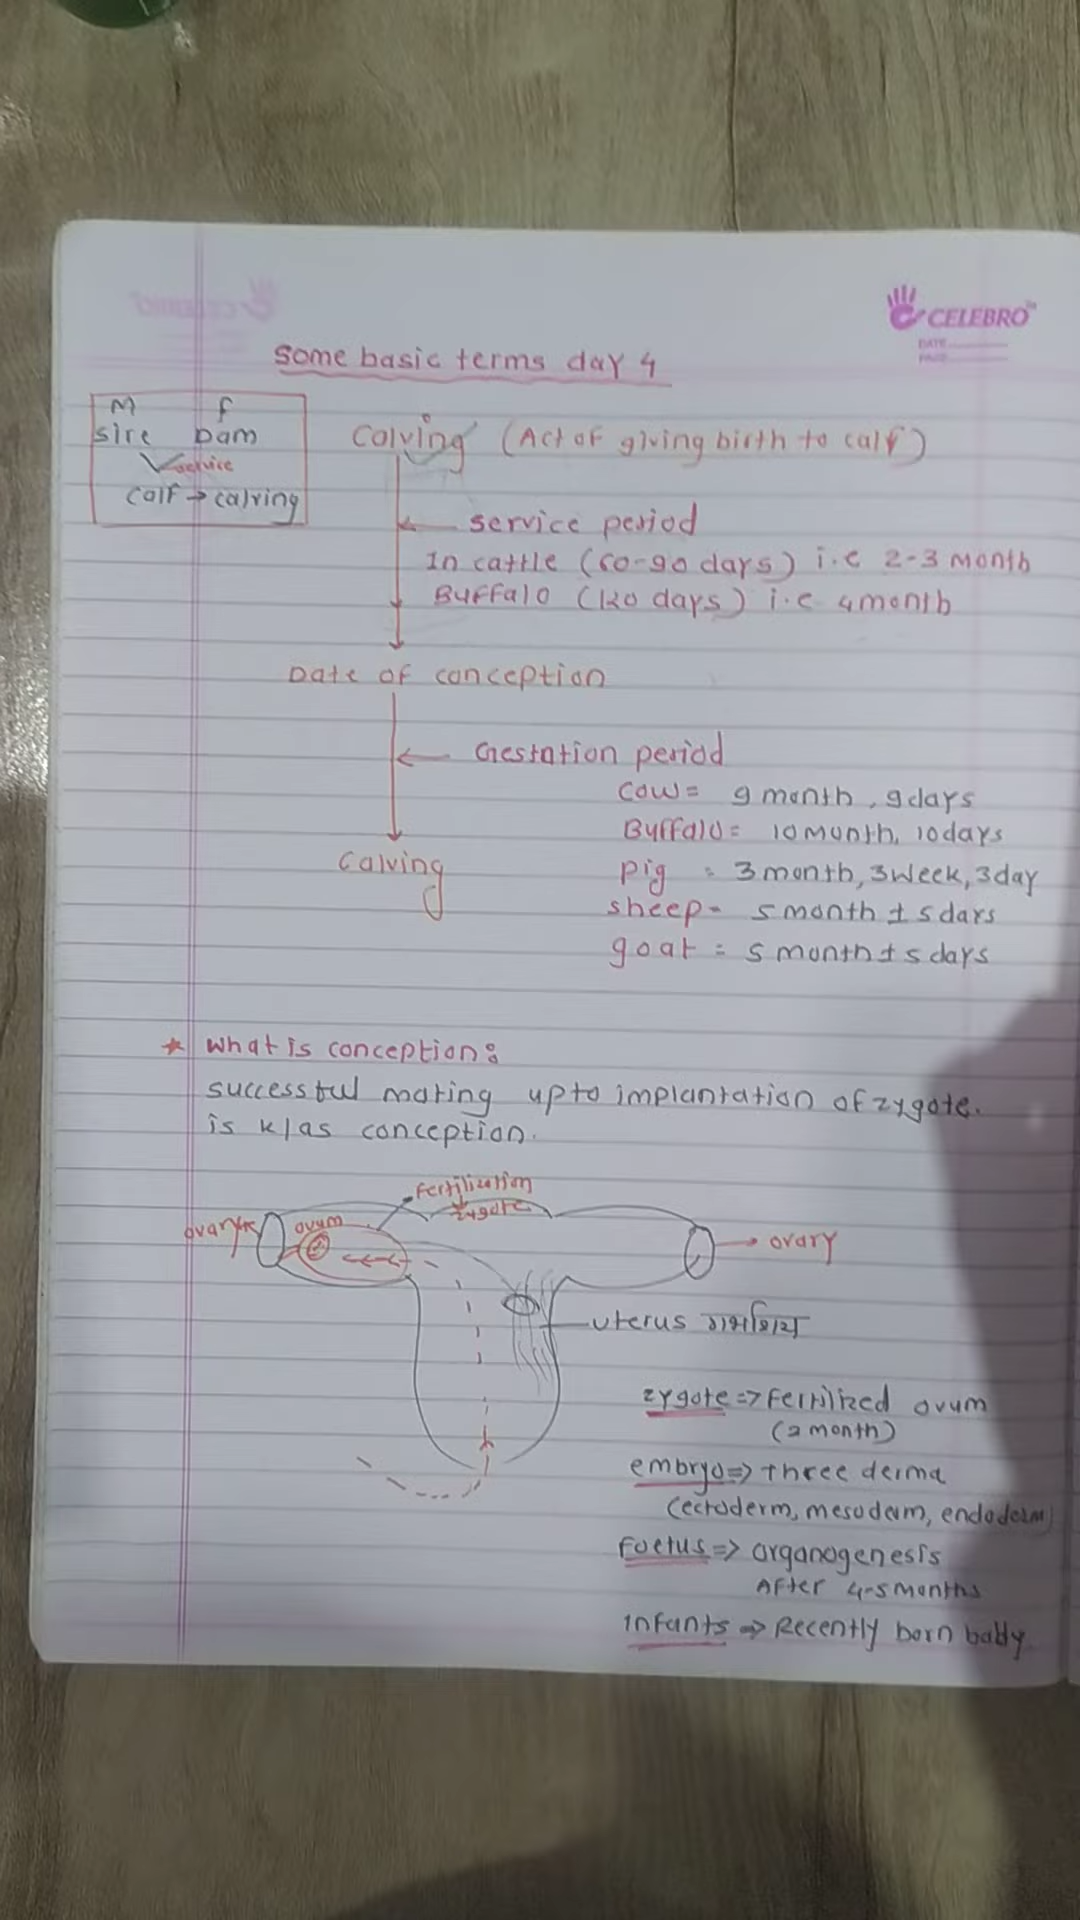 CELEBRO
DATE
PAGE
Some basic terms day 4
M F
Sire Dam
service
calf → calving
Calving (Act of giving birth to calf)
service period
In cattle (60-90 days) i.e 2-3 month
Buffalo (120 days) i.e 4 month
Date of conception
Gestation period
Cow = 9 month, 9 days
Buffalo = 10 month, 10 days
Pig = 3 month, 3 week, 3 day
Calving
sheep = 5 month ± 5 days
goat = 5 month ± 5 days
* What is conception:
successful mating upto implantation of zygote.
is k/as conception.
Fertilization
zygote
ovary
ovum
ovary
uterus गर्भाशय
zygote => Fertilized ovum
(2 month)
embryo => three derma
(ectoderm, mesoderm, endoderm)
Foetus => organogenesis
After 4-5 months
Infants => Recently born baby